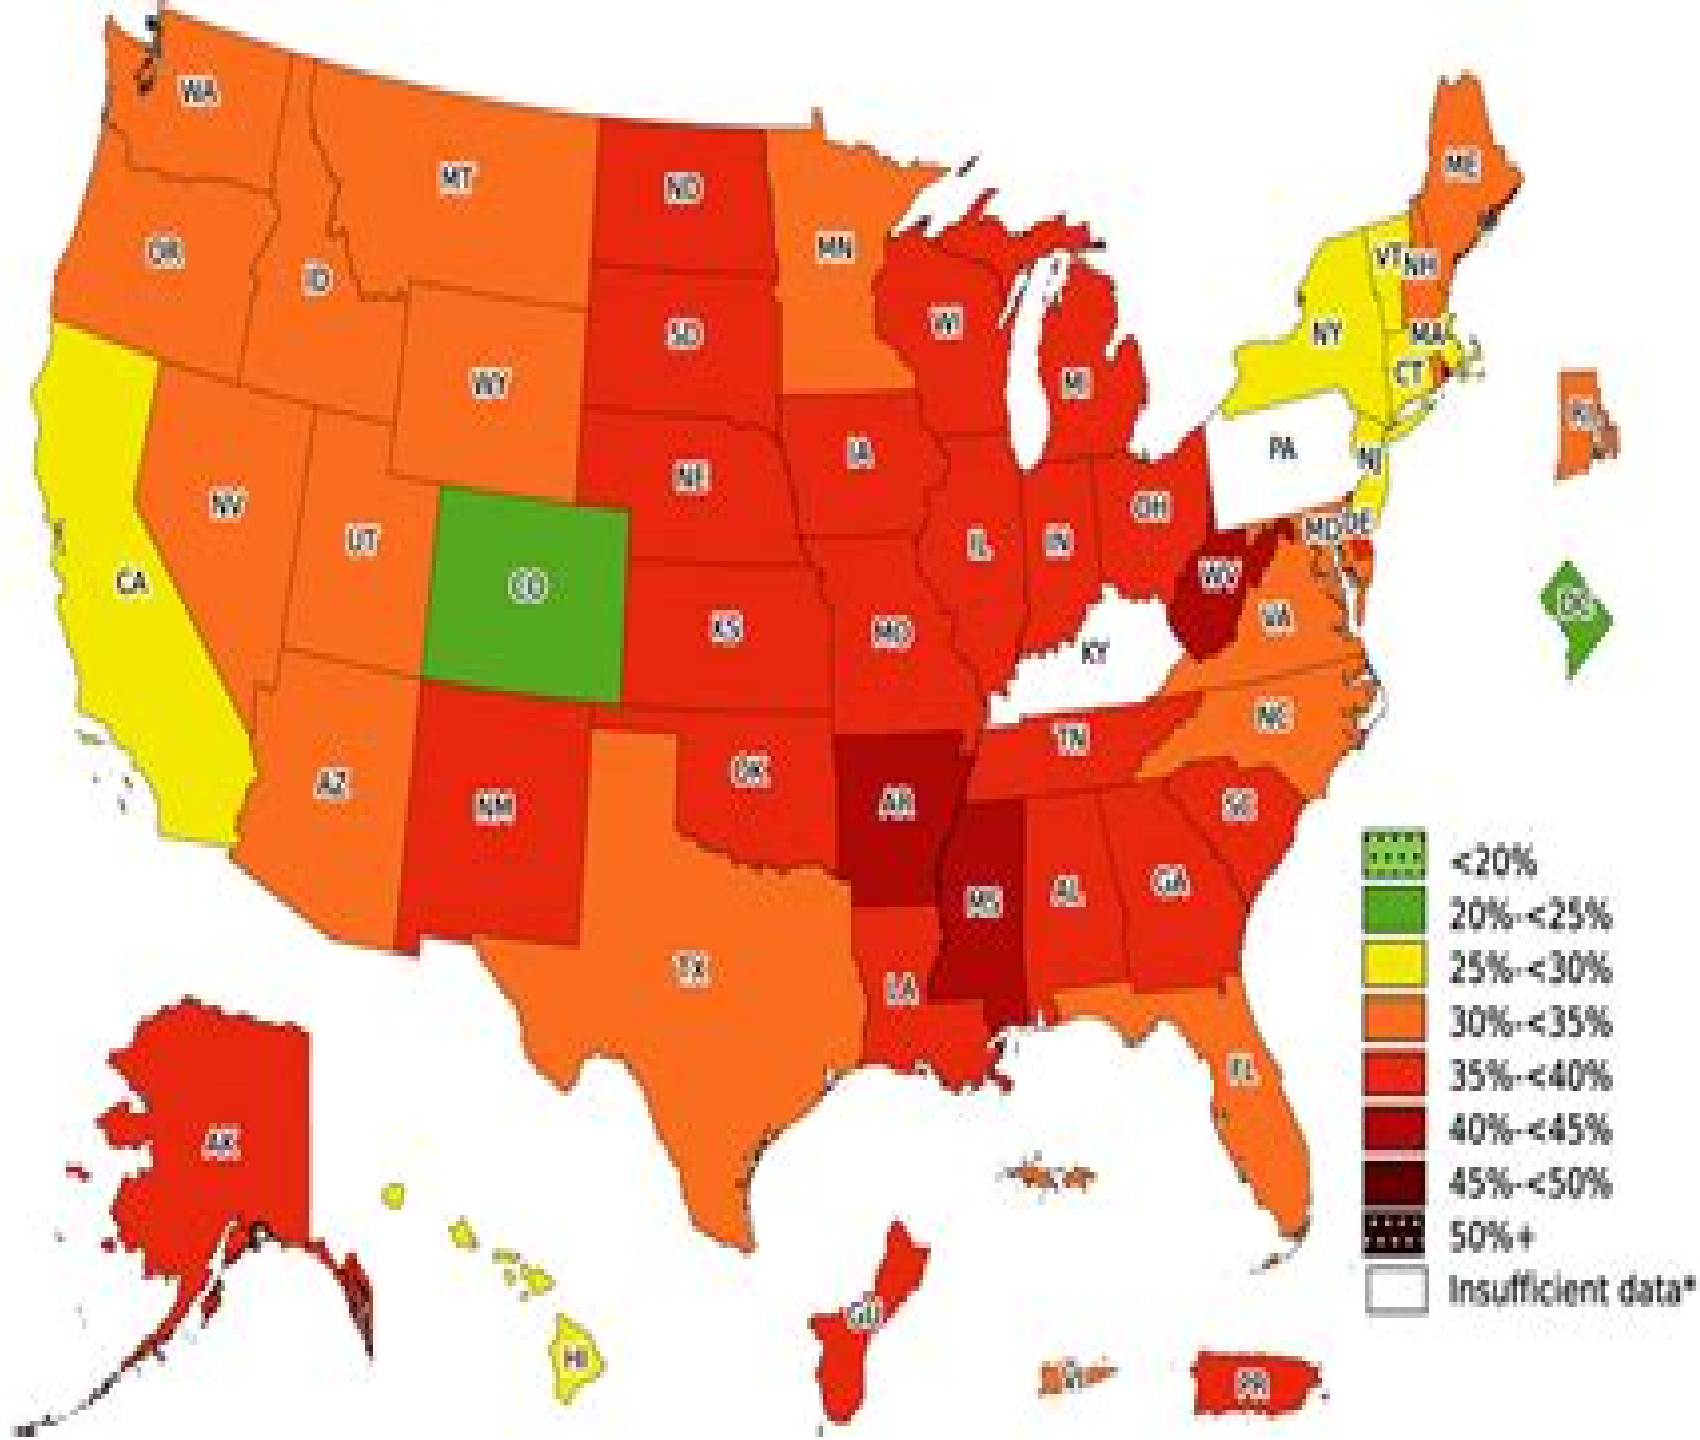 WA
MT
ND
ME
OR
ID
MN
VT
NH
WI
NY
MA
SD
MI
CT
WY
RI
IA
PA
NJ
NE
NV
OH
UT
IL
IN
MD
DE
CA
CO
WV
DC
KS
MO
VA
KY
NC
TN
AZ
OK
NM
AR
SC
AL
GA
MS
TX
LA
FL
AK
GU
HI
VI
PR
<20%
20%-<25%
25%-<30%
30%-<35%
35%-<40%
40%-<45%
45%-<50%
50%+
Insufficient data*